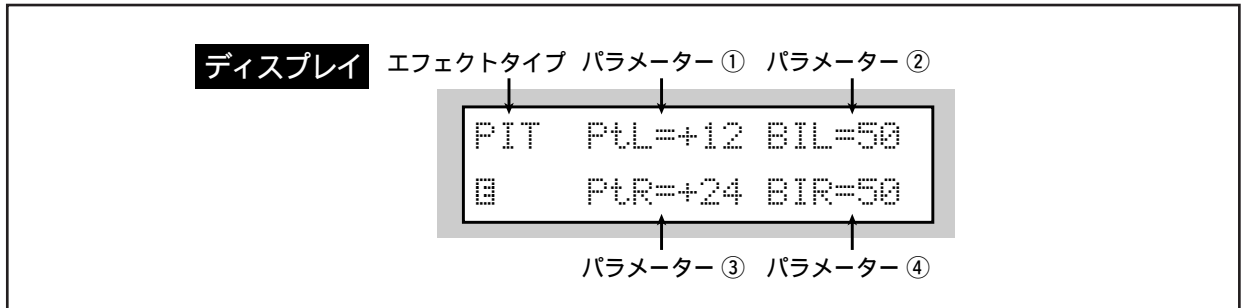 ディスプレイ エフェクトタイプ パラメーター ① パラメーター ②
PIT PtL=+12 BIL=50
E PtR=+24 BIR=50
パラメーター ③ パラメーター ④